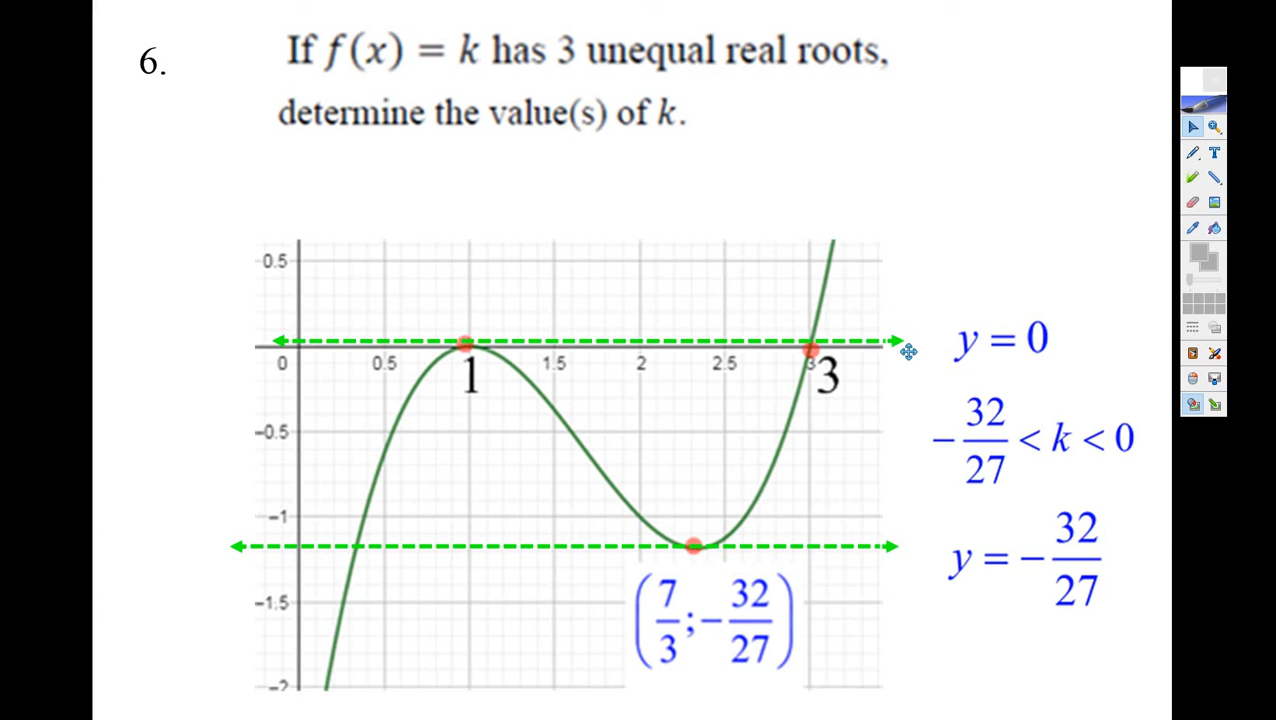 6.
If f(x) = k has 3 unequal real roots,
determine the value(s) of k.
0.5
0 0.5 1.5 2 2.5 3
1 3
-0.5
-1
-1.5
-2
y = 0
-32/27 < k < 0
y = -32/27
(7/3 ; -32/27)